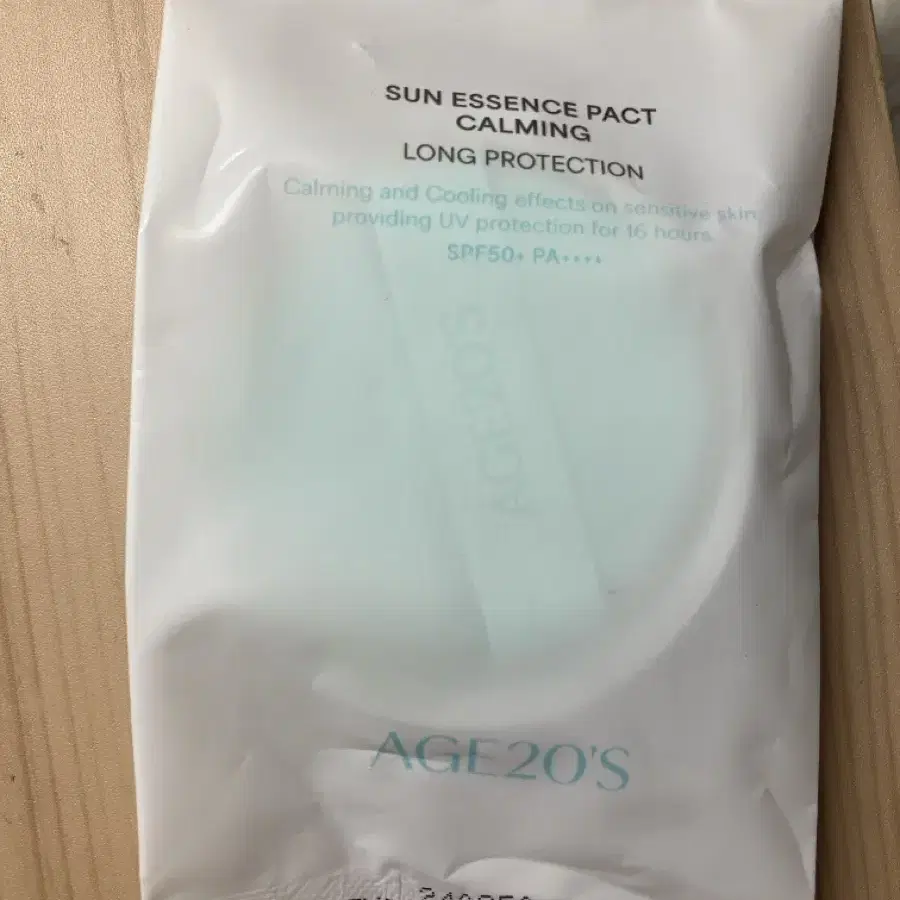 SUN ESSENCE PACT
CALMING
LONG PROTECTION
Calming and Cooling effects on sensitive skin,
providing UV protection for 16 hours.
SPF50+ PA++++
AGE20'S
AGE20'S